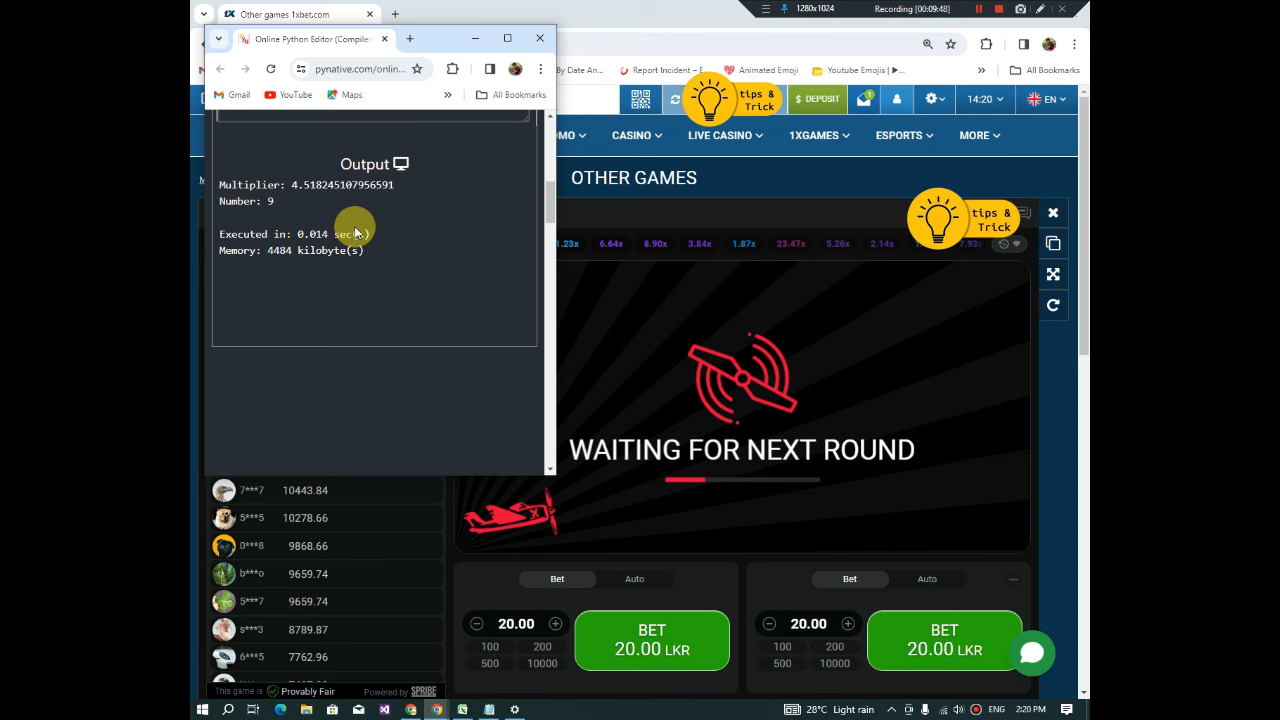 1280x1024
Recording [00:09:48]
Other games 1xbet.com
Online Python Editor (Compile
By Date An...
Report Incident – E
Animated Emoji
Youtube Emojis | ►...
»
All Bookmarks
pynative.com/onlin...
Gmail
YouTube
Maps
»
All Bookmarks
tips &
Trick
$ DEPOSIT
1
14:20
EN
OMO
CASINO
LIVE CASINO
1XGAMES
ESPORTS
MORE
Output
Multiplier: 4.518245107956591
Number: 9
Executed in: 0.014 sec
Memory: 4484 kilobyte(s)
OTHER GAMES
tips &
Trick
1.23x
6.64x
8.90x
3.84x
1.87x
23.47x
5.26x
2.14x
7.93x
WAITING FOR NEXT ROUND
7***7 10443.84
5***5 10278.66
0***8 9868.66
b***o 9659.74
5***7 9659.74
s***3 8789.87
6***5 7762.96
Bet
Auto
20.00
100
200
500
10000
BET
20.00 LKR
Bet
Auto
20.00
100
200
500
10000
BET
20.00 LKR
This game is Provably Fair
Powered by SPRIBE
28°C Light rain
ENG
2:20 PM